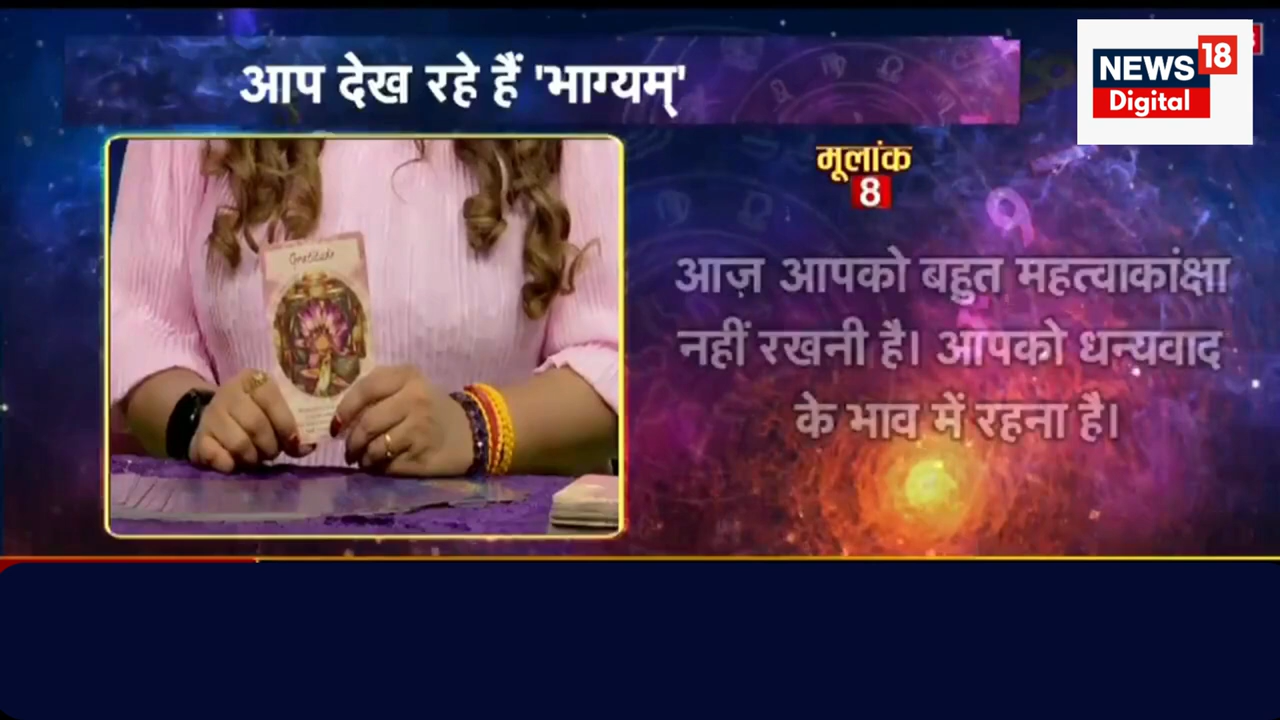 आप देख रहे हैं 'भाग्यम्'
NEWS 18
Digital
मूलांक
8
Gratitude
आज़ आपको बहुत महत्वाकांक्षा
नहीं रखनी है। आपको धन्यवाद
के भाव में रहना है।